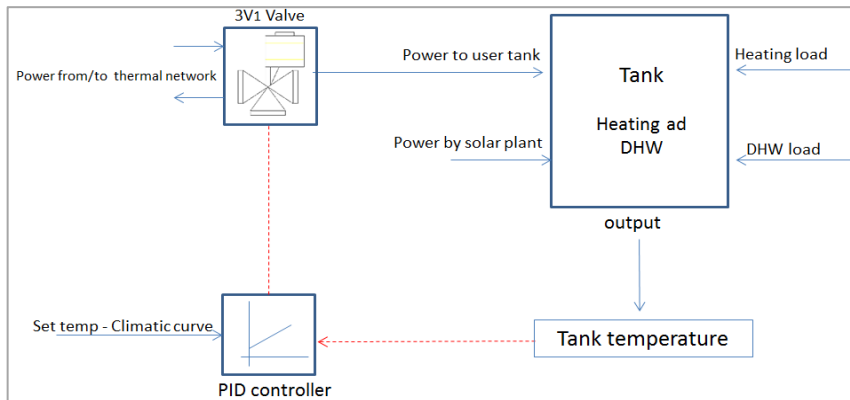 3V1 Valve
Power from/to thermal network
Power to user tank
Tank
Heating ad
DHW
Heating load
Power by solar plant
DHW load
output
Set temp - Climatic curve
Tank temperature
PID controller